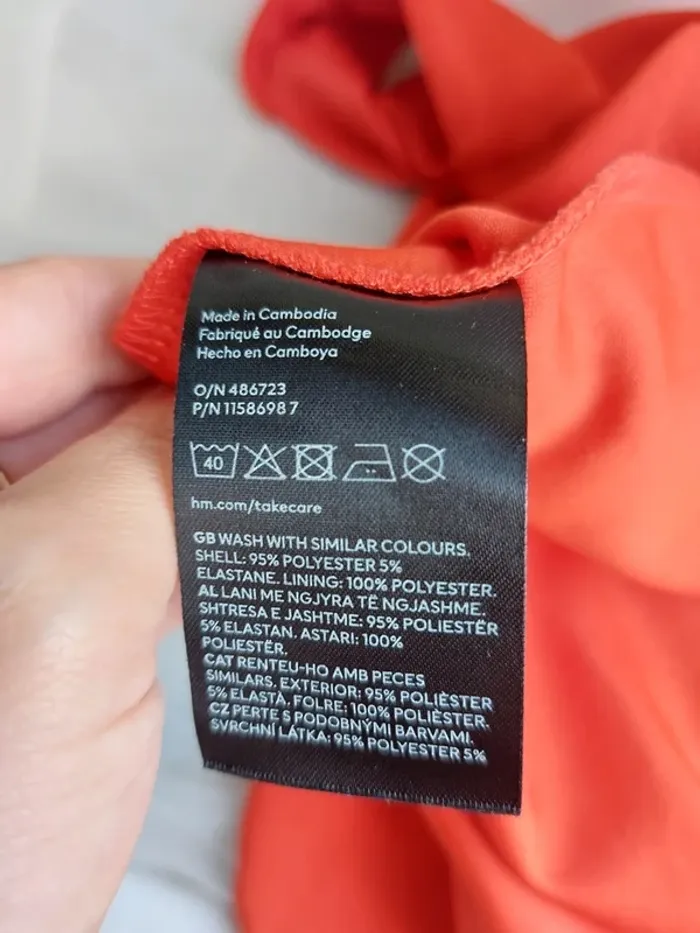 Made in Cambodia
Fabriqué au Cambodge
Hecho en Camboya
O/N 486723
P/N 11586987
40
hm.com/takecare
GB WASH WITH SIMILAR COLOURS.
SHELL: 95% POLYESTER 5%
ELASTANE. LINING: 100% POLYESTER.
AL LANI ME NGJYRA TË NGJASHME.
SHTRESA E JASHTME: 95% POLIESTËR
5% ELASTAN. ASTARI: 100%
POLIESTËR.
CAT RENTEU-HO AMB PECES
SIMILARS. EXTERIOR: 95% POLIÈSTER
5% ELASTÀ. FOLRE: 100% POLIÈSTER.
CZ PERTE S PODOBNÝMI BARVAMI.
SVRCHNÍ LÁTKA: 95% POLYESTER 5%